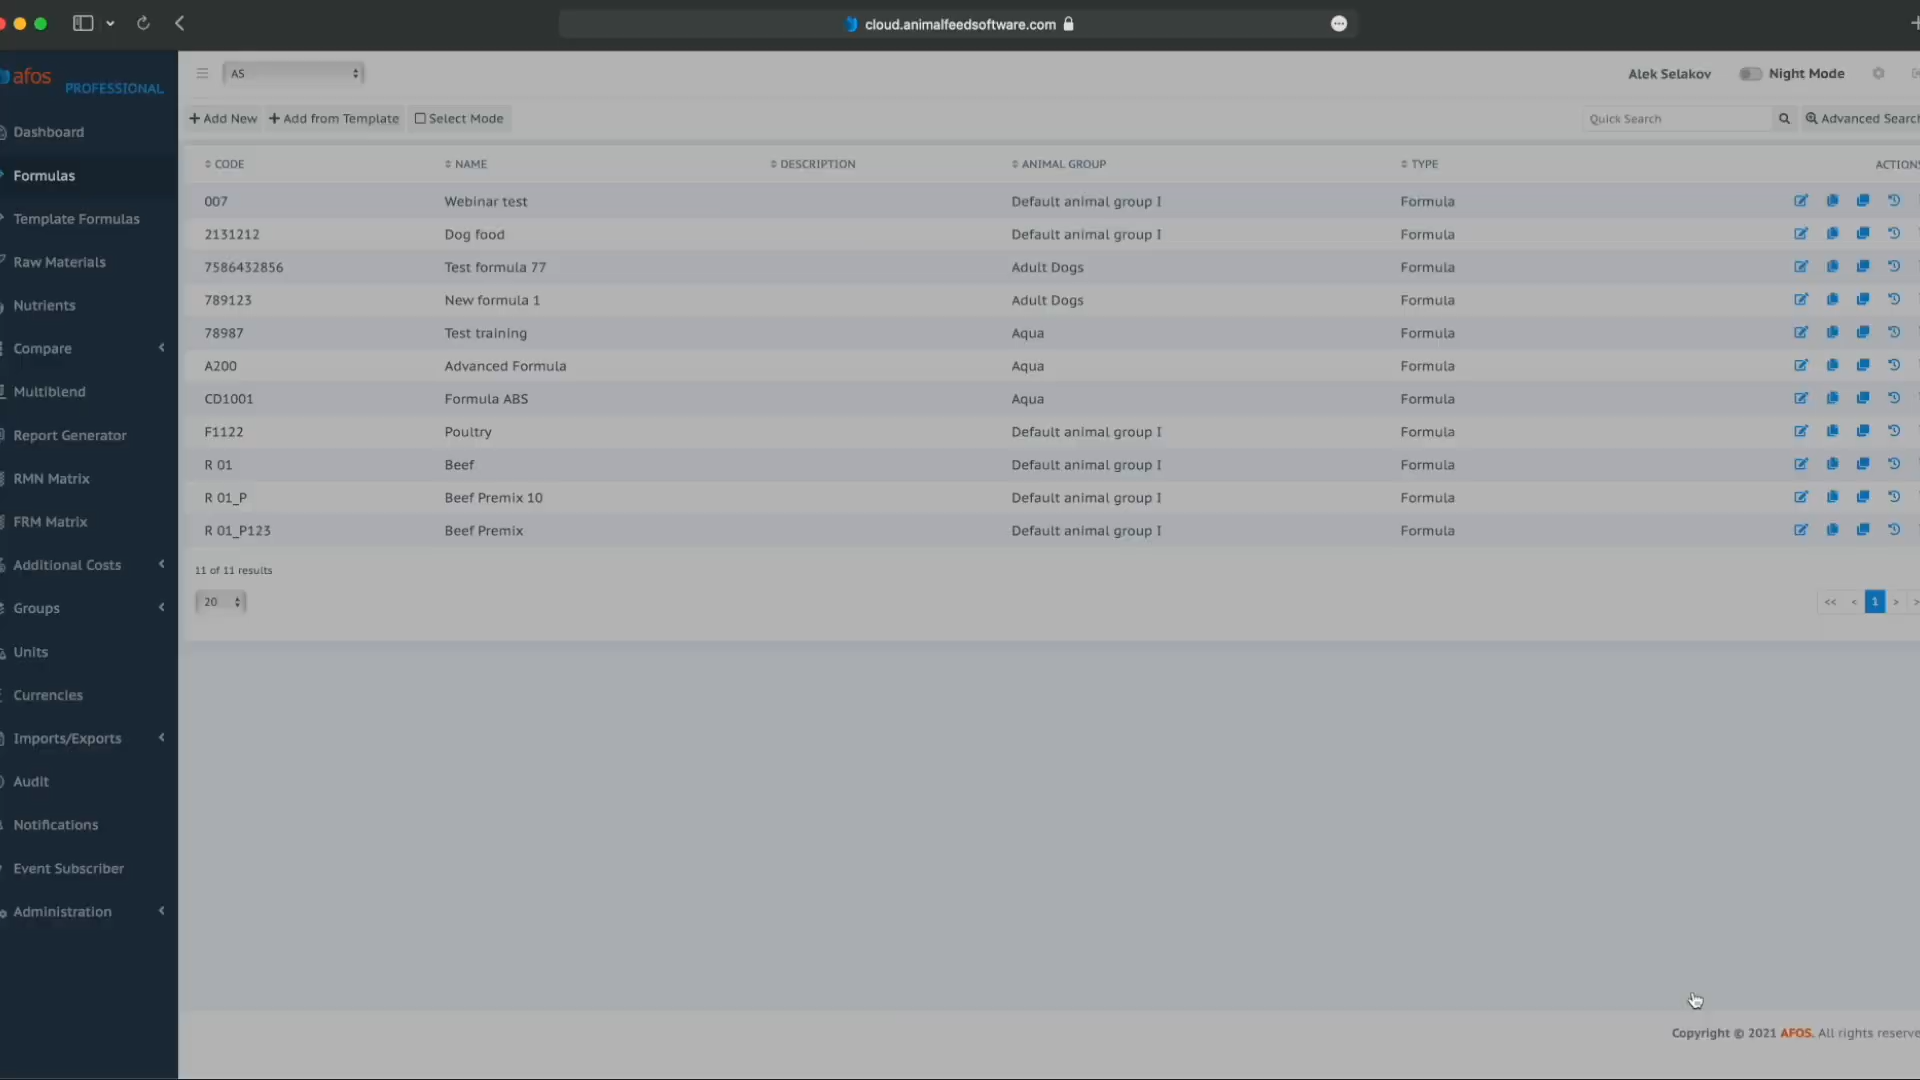 cloud.animalfeedsoftware.com
afos
PROFESSIONAL
AS
Alek Selakov
Night Mode
Add New
Add from Template
Select Mode
Quick Search
Advanced Search
Dashboard
Formulas
Template Formulas
Raw Materials
Nutrients
Compare
Multiblend
Report Generator
RMN Matrix
FRM Matrix
Additional Costs
Groups
Units
Currencies
Imports/Exports
Audit
Notifications
Event Subscriber
Administration
CODE NAME DESCRIPTION ANIMAL GROUP TYPE ACTIONS
007 Webinar test Default animal group I Formula
2131212 Dog food Default animal group I Formula
7586432856 Test formula 77 Adult Dogs Formula
789123 New formula 1 Adult Dogs Formula
78987 Test training Aqua Formula
A200 Advanced Formula Aqua Formula
CD1001 Formula ABS Aqua Formula
F1122 Poultry Default animal group I Formula
R 01 Beef Default animal group I Formula
R 01_P Beef Premix 10 Default animal group I Formula
R 01_P123 Beef Premix Default animal group I Formula
11 of 11 results
20
<< < 1 > >
Copyright © 2021 AFOS. All rights reserve